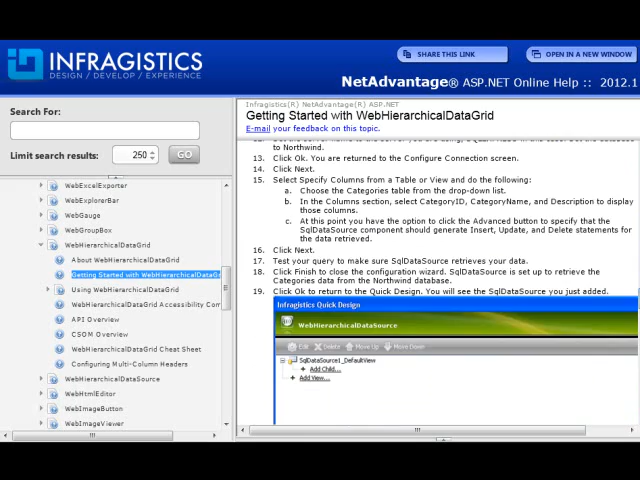 INFRAGISTICS
DESIGN / DEVELOP / EXPERIENCE
SHARE THIS LINK
OPEN IN A NEW WINDOW
NetAdvantage® ASP.NET Online Help :: 2012.1
Search For:
Limit search results:
250
GO
WebExcelExporter
WebExplorerBar
WebGauge
WebGroupBox
WebHierarchicalDataGrid
About WebHierarchicalDataGrid
Getting Started with WebHierarchicalDataGr
Using WebHierarchicalDataGrid
WebHierarchicalDataGrid Accessibility Com
API Overview
CSOM Overview
WebHierarchicalDataGrid Cheat Sheet
Configuring Multi-Column Headers
WebHierarchicalDataSource
WebHtmlEditor
WebImageButton
WebImageViewer
Infragistics(R) NetAdvantage(R) ASP.NET
Getting Started with WebHierarchicalDataGrid
E-mail your feedback on this topic.
to Northwind.
13. Click Ok. You are returned to the Configure Connection screen.
14. Click Next.
15. Select Specify Columns from a Table or View and do the following:
a. Choose the Categories table from the drop-down list.
b. In the Columns section, select CategoryID, CategoryName, and Description to display
those columns.
c. At this point you have the option to click the Advanced button to specify that the
SqlDataSource component should generate Insert, Update, and Delete statements for
the data retrieved.
16. Click Next.
17. Test your query to make sure SqlDataSource retrieves your data.
18. Click Finish to close the configuration wizard. SqlDataSource is set up to retrieve the
Categories data from the Northwind database.
19. Click Ok to return to the Quick Design. You will see the SqlDataSource you just added.
Infragistics Quick Design
WebHierarchicalDataSource
Edit Delete Move Up Move Down
SqlDataSource1_DefaultView
Add Child...
Add View...